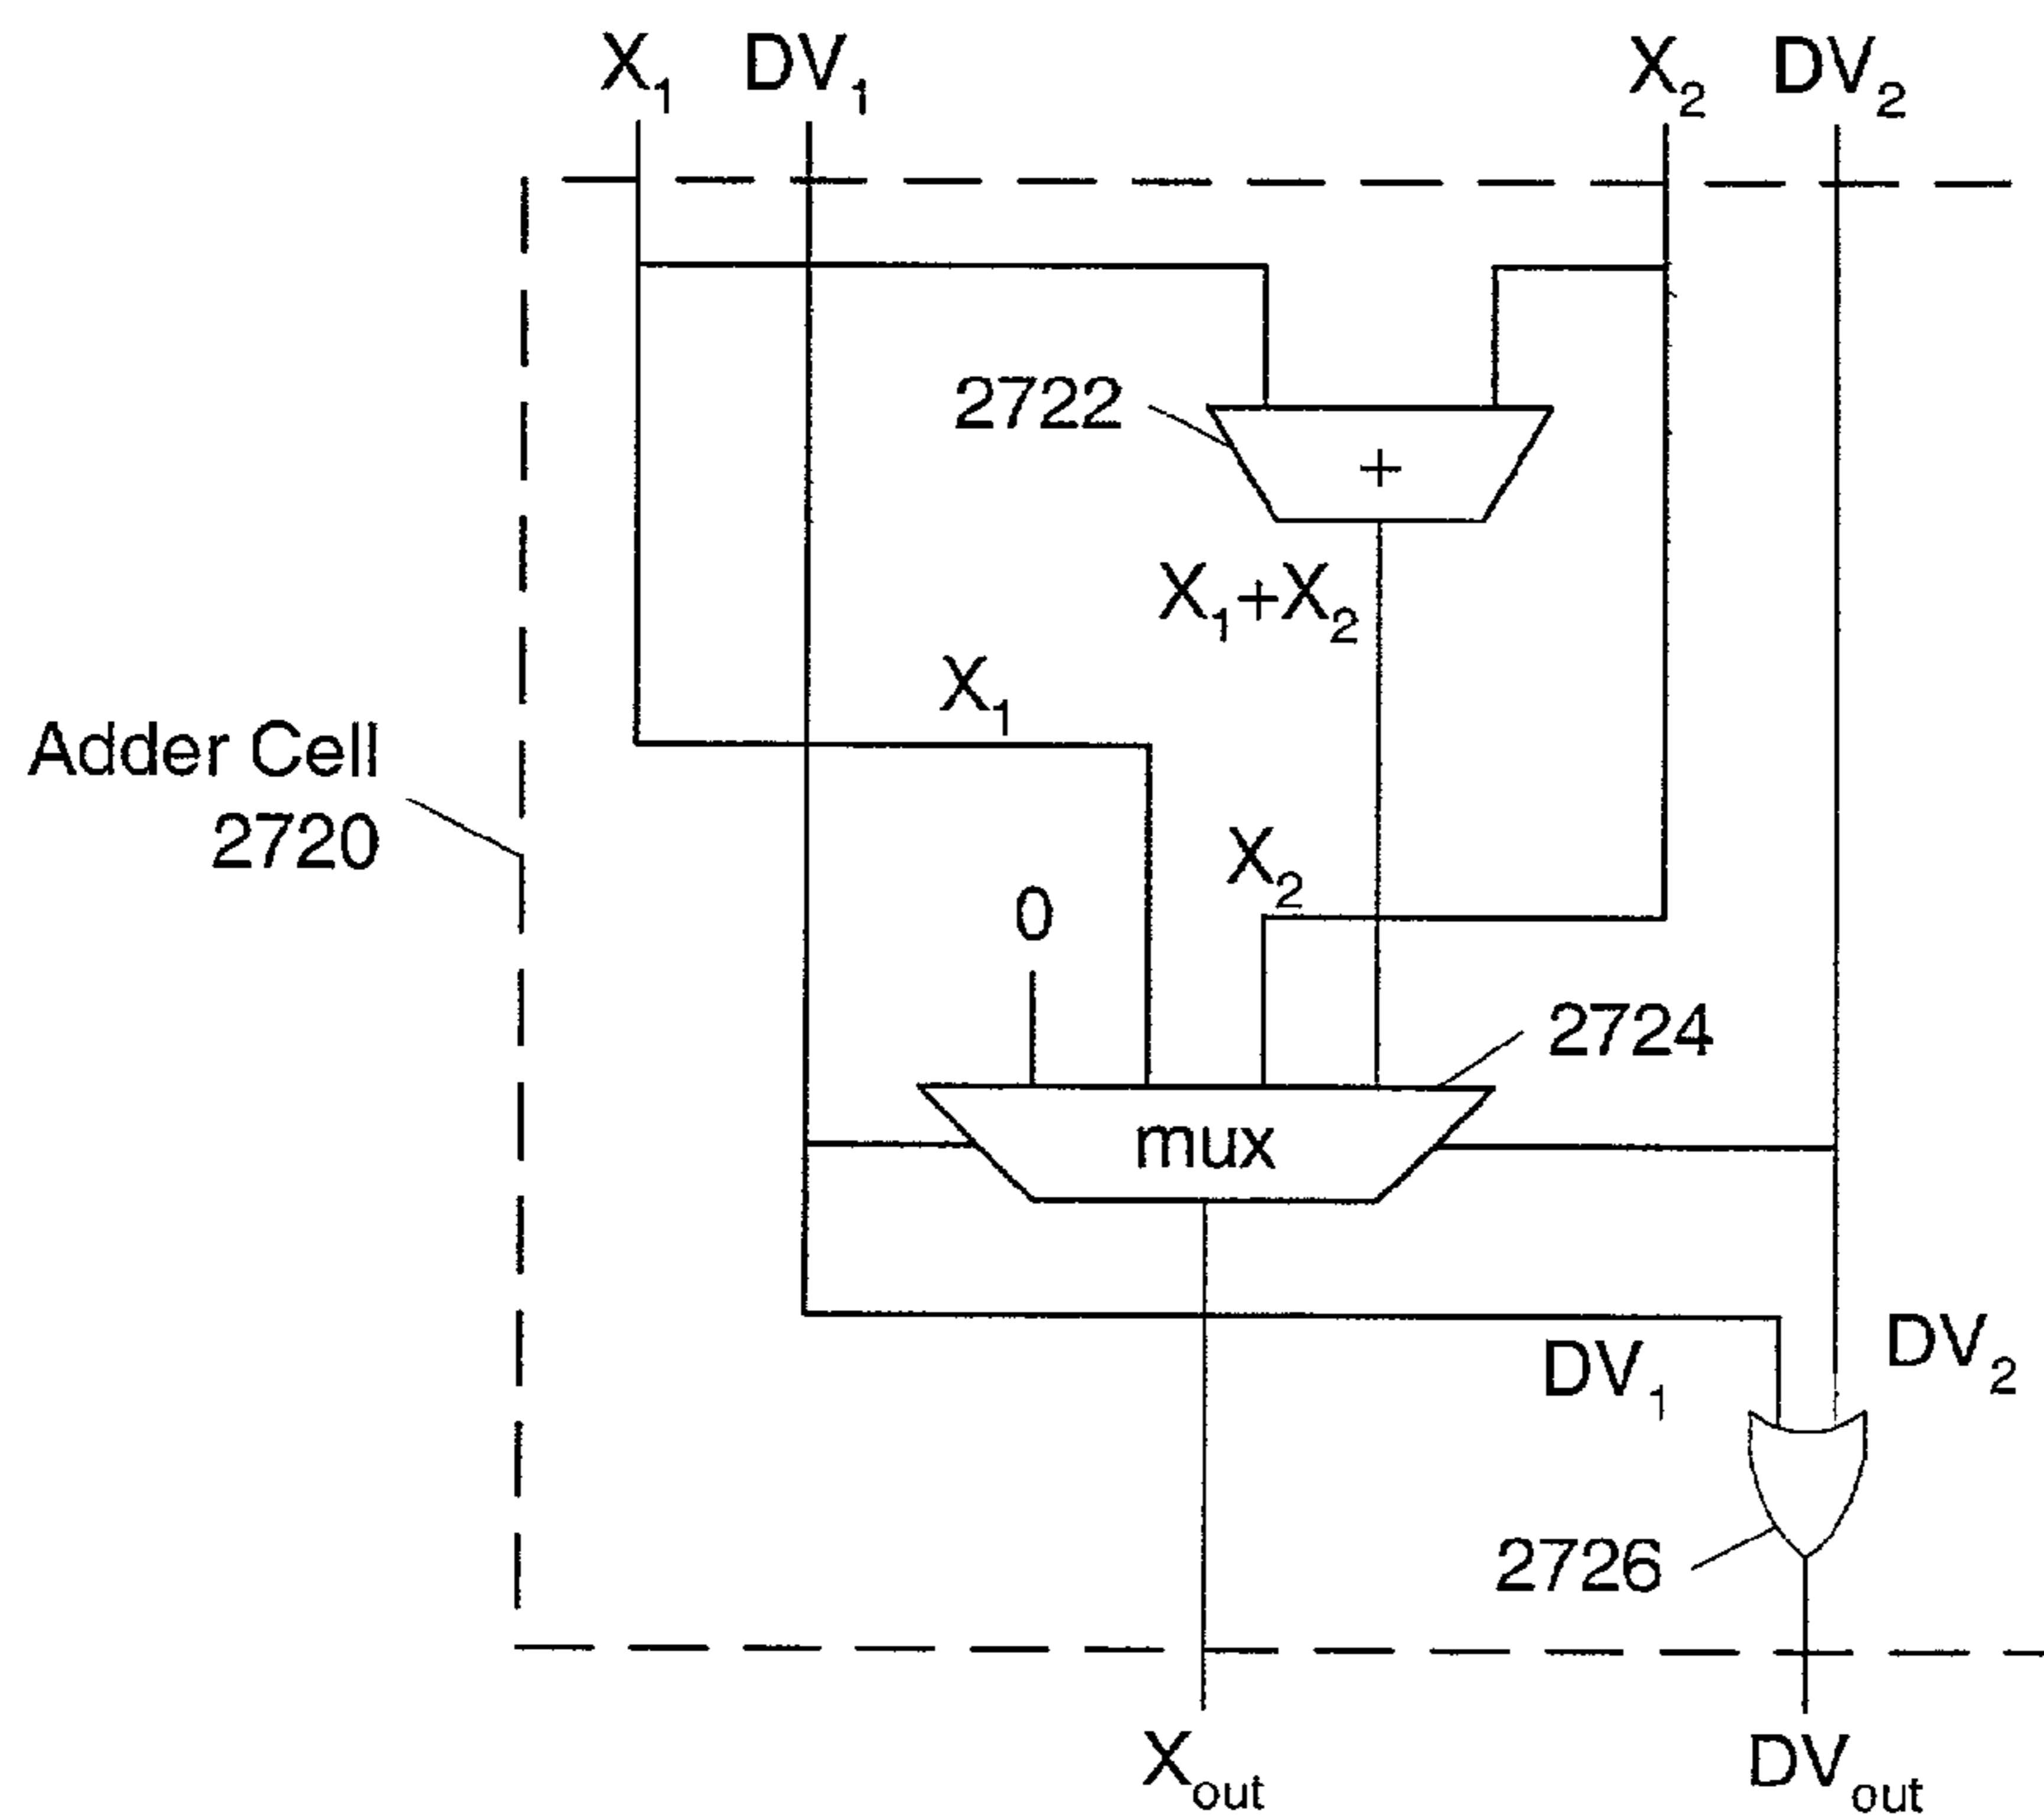 X₁ DV₁ X₂ DV₂
2722
+
X₁+X₂
X₁
Adder Cell
2720
X₂
0
2724
mux
DV₁ DV₂
2726
Xout DVout